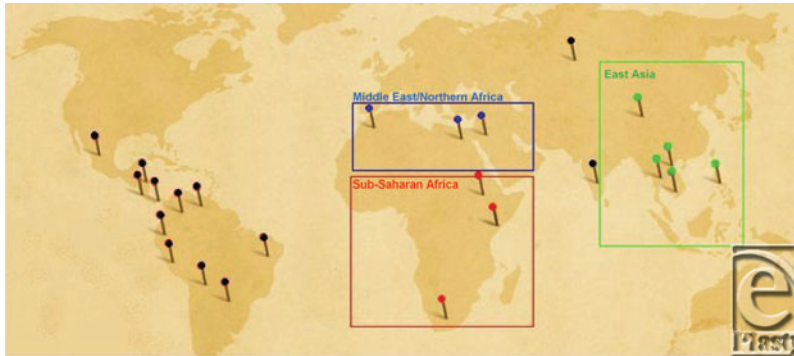 East Asia
Middle East/Northern Africa
Sub-Saharan Africa
e
Plasty